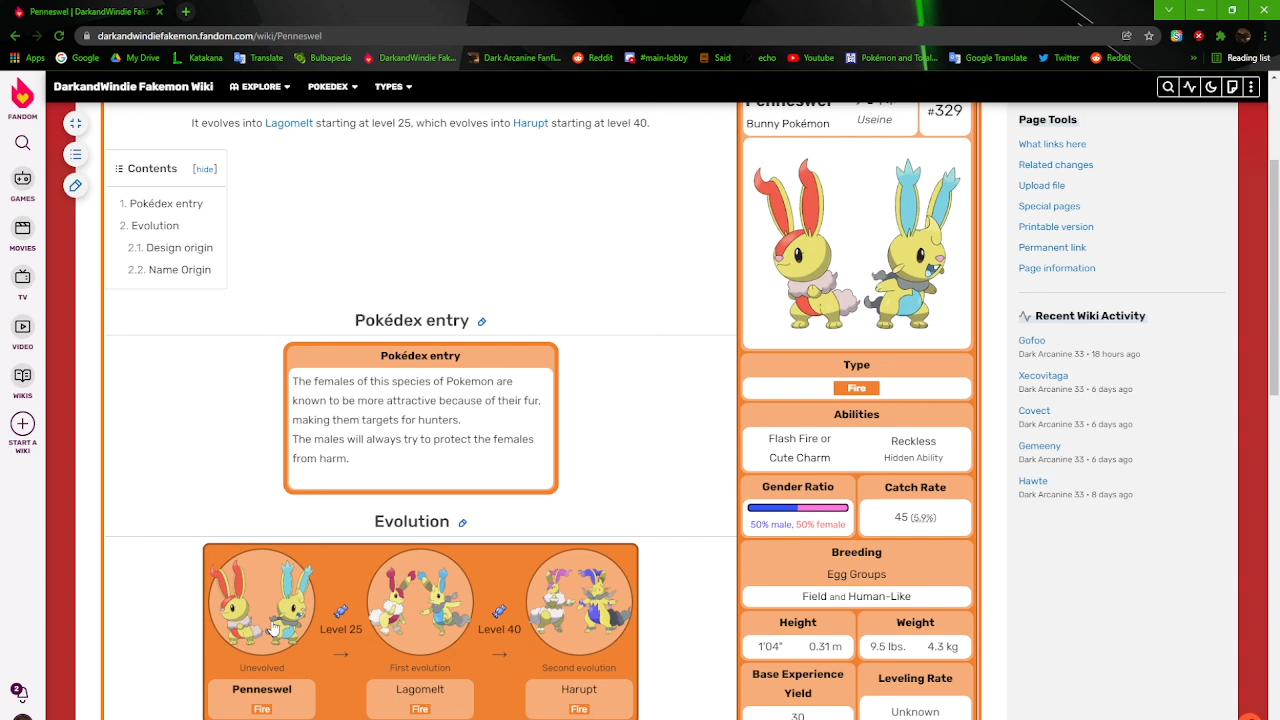 Penneswel | DarkandWindie Fake
darkandwindiefakemon.fandom.com/wiki/Penneswel
Apps Google My Drive Katakana Translate Bulbapedia DarkandWindie Fak... Dark Arcanine Fanfi... Reddit #main-lobby Said echo YouTube Pokémon and Total... Google Translate Twitter Reddit » Reading list
DarkandWindie Fakemon Wiki EXPLORE POKEDEX TYPES
FANDOM
GAMES
MOVIES
TV
VIDEO
WIKIS
START A
WIKI
2
It evolves into Lagomelt starting at level 25, which evolves into Harupt starting at level 40.
Contents [hide]
1. Pokédex entry
2. Evolution
2.1. Design origin
2.2. Name Origin
Pokédex entry
Pokédex entry
The females of this species of Pokemon are
known to be more attractive because of their fur,
making them targets for hunters.
The males will always try to protect the females
from harm.
Evolution
Level 25
→
Level 40
→
Unevolved
First evolution
Second evolution
Penneswel
Lagomelt
Harupt
Fire
Fire
Fire
Penneswel
Bunny Pokémon
Useine
#329
Type
Fire
Abilities
Flash Fire or
Cute Charm
Reckless
Hidden Ability
Gender Ratio
50% male, 50% female
Catch Rate
45 (5.9%)
Breeding
Egg Groups
Field and Human-Like
Height
1'04" 0.31 m
Weight
9.5 lbs. 4.3 kg
Base Experience
Yield
30
Leveling Rate
Unknown
Page Tools
What links here
Related changes
Upload file
Special pages
Printable version
Permanent link
Page information
Recent Wiki Activity
Gofoo
Dark Arcanine 33 • 18 hours ago
Xecovitaga
Dark Arcanine 33 • 6 days ago
Covect
Dark Arcanine 33 • 6 days ago
Gemeeny
Dark Arcanine 33 • 6 days ago
Hawte
Dark Arcanine 33 • 8 days ago